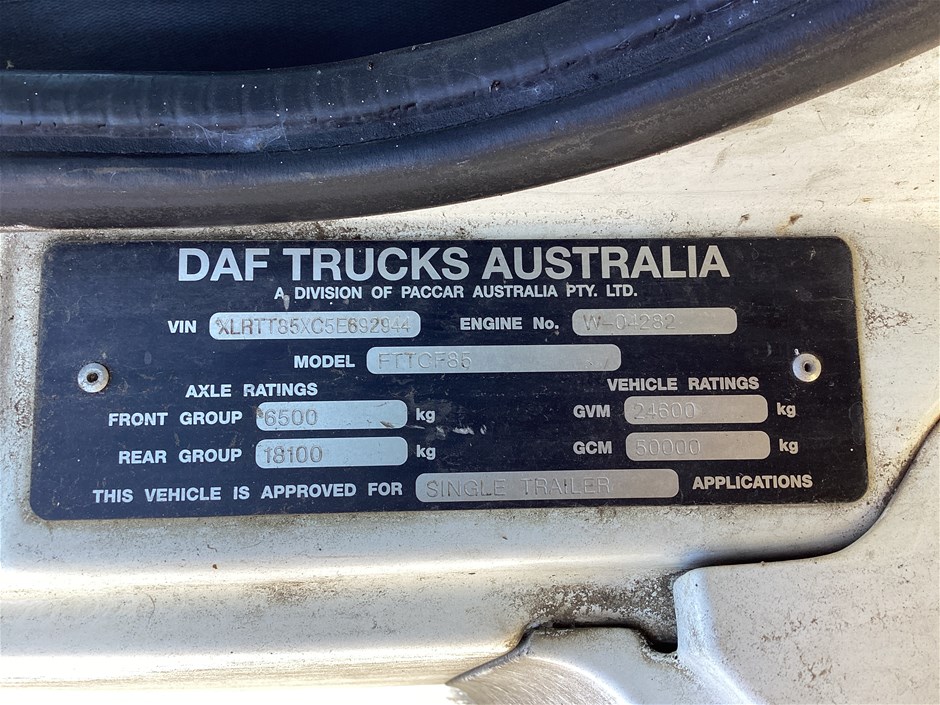 DAF TRUCKS AUSTRALIA
A DIVISION OF PACCAR AUSTRALIA PTY. LTD.
VIN XLRTT85XC5E692944 ENGINE No. W-04282
MODEL FTTCF85
AXLE RATINGS VEHICLE RATINGS
FRONT GROUP 6500 kg GVM 24600 kg
REAR GROUP 18100 kg GCM 50000 kg
THIS VEHICLE IS APPROVED FOR SINGLE TRAILER APPLICATIONS